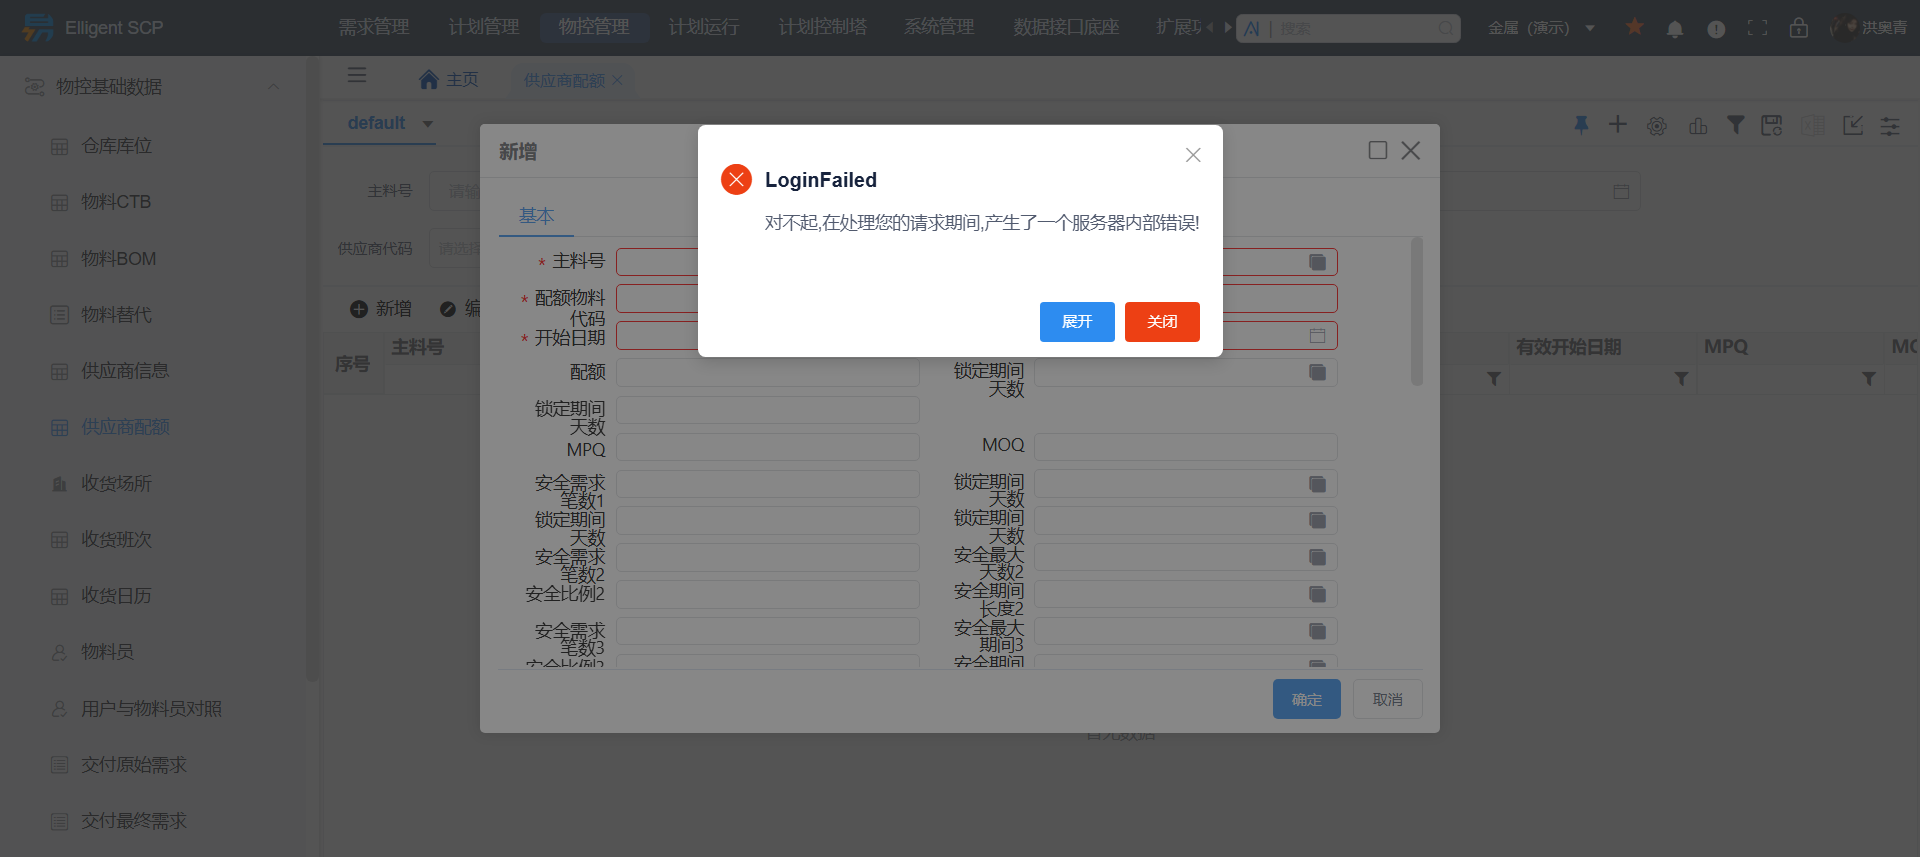 Elligent SCP
需求管理
计划管理
物控管理
计划运行
计划控制塔
系统管理
数据接口底座
AI
搜索
金属 (演示)
洪奥青
物控基础数据
主页
供应商配额
仓库库位
物料CTB
物料BOM
物料替代
供应商信息
供应商配额
收货场所
收货班次
收货日历
物料员
用户与物料员对照
交付原始需求
交付最终需求
default
主料号
请输
供应商代码
请选择
新增
编
序号
主料号
有效开始日期
MPQ
新增
基本
* 主料号
* 配额物料
代码
* 开始日期
配额
锁定期间
天数
锁定期间
天数
MPQ
MOQ
安全需求
笔数1
锁定期间
天数
锁定期间
天数
锁定期间
天数
安全需求
笔数2
安全最大
天数2
安全比例2
安全期间
长度2
安全需求
笔数3
安全最大
期间3
安全期间
确定
取消
LoginFailed
对不起,在处理您的请求期间,产生了一个服务器内部错误!
展开
关闭